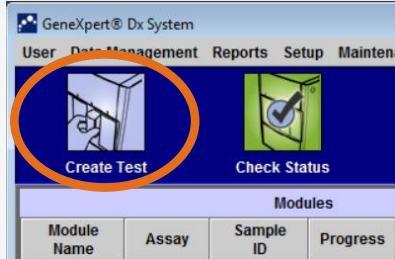 GeneXpert® Dx System
User Data Management Reports Setup
Create Test Check Status
Modules
Module Name Assay Sample ID Progress